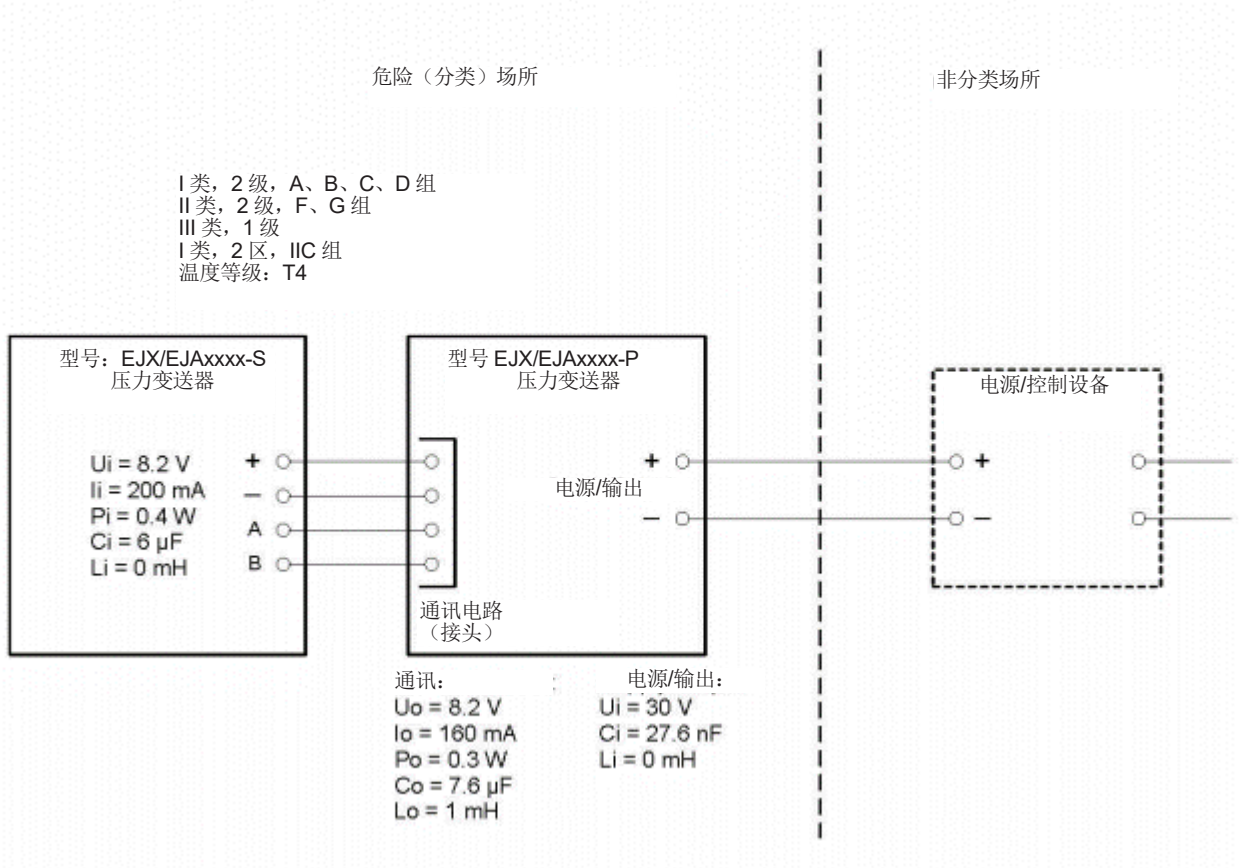 危险（分类）场所
非分类场所
I 类，2 级，A、B、C、D 组
II 类，2 级，F、G 组
III 类，1 级
I 类，2 区，IIC 组
温度等级：T4
型号：EJX/EJAxxxx-S
压力变送器
Ui = 8.2 V
Ii = 200 mA
Pi = 0.4 W
Ci = 6 µF
Li = 0 mH
+
–
A
B
型号 EJX/EJAxxxx-P
压力变送器
通讯电路
（接头）
+
电源/输出
–
电源/控制设备
+
–
通讯：
Uo = 8.2 V
Io = 160 mA
Po = 0.3 W
Co = 7.6 µF
Lo = 1 mH
电源/输出：
Ui = 30 V
Ci = 27.6 nF
Li = 0 mH